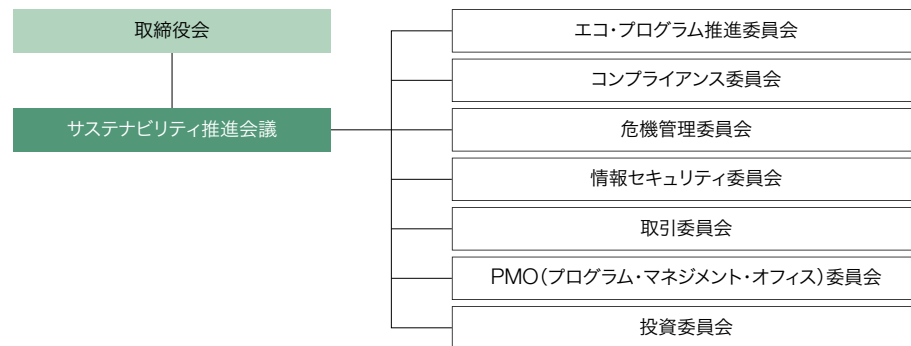 取締役会
サステナビリティ推進会議
エコ・プログラム推進委員会
コンプライアンス委員会
危機管理委員会
情報セキュリティ委員会
取引委員会
PMO（プログラム・マネジメント・オフィス）委員会
投資委員会